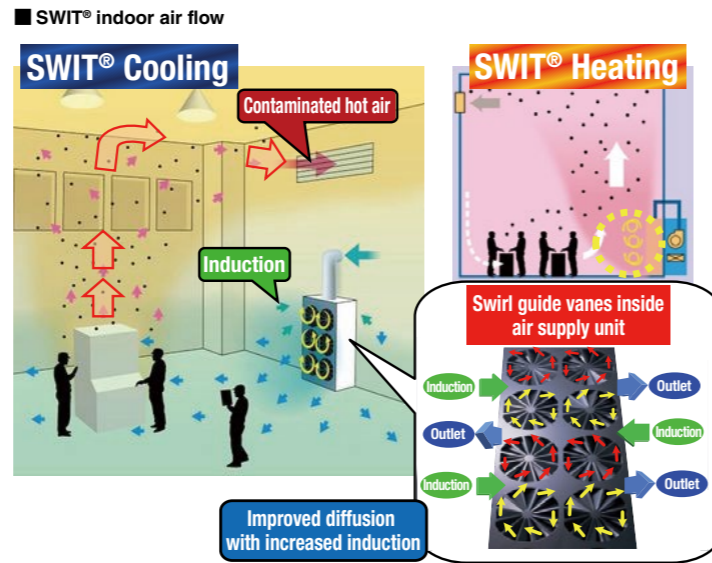 ■ SWIT® indoor air flow
SWIT® Cooling
SWIT® Heating
Contaminated hot air
Induction
Swirl guide vanes inside
air supply unit
Induction
Outlet
Outlet
Induction
Induction
Outlet
Improved diffusion
with increased induction